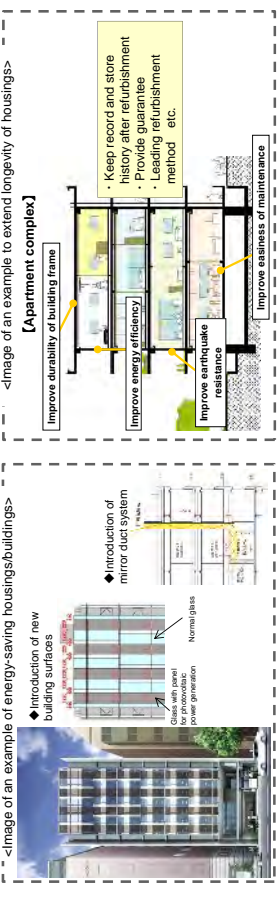 <Image of an example of energy-saving housings/buildings>
◆Introduction of new
building surfaces
Glass with panel
for photovoltaic
power generation
Normal glass
◆Introduction of
mirror duct system
<Image of an example to extend longevity of housings>
【Apartment complex】
Improve durability of building frame
Improve energy efficiency
Improve earthquake
resistance
Improve easiness of maintenance
・Keep record and store
history after refurbishment
・Provide guarantee
・Leading refurbishment
method etc.